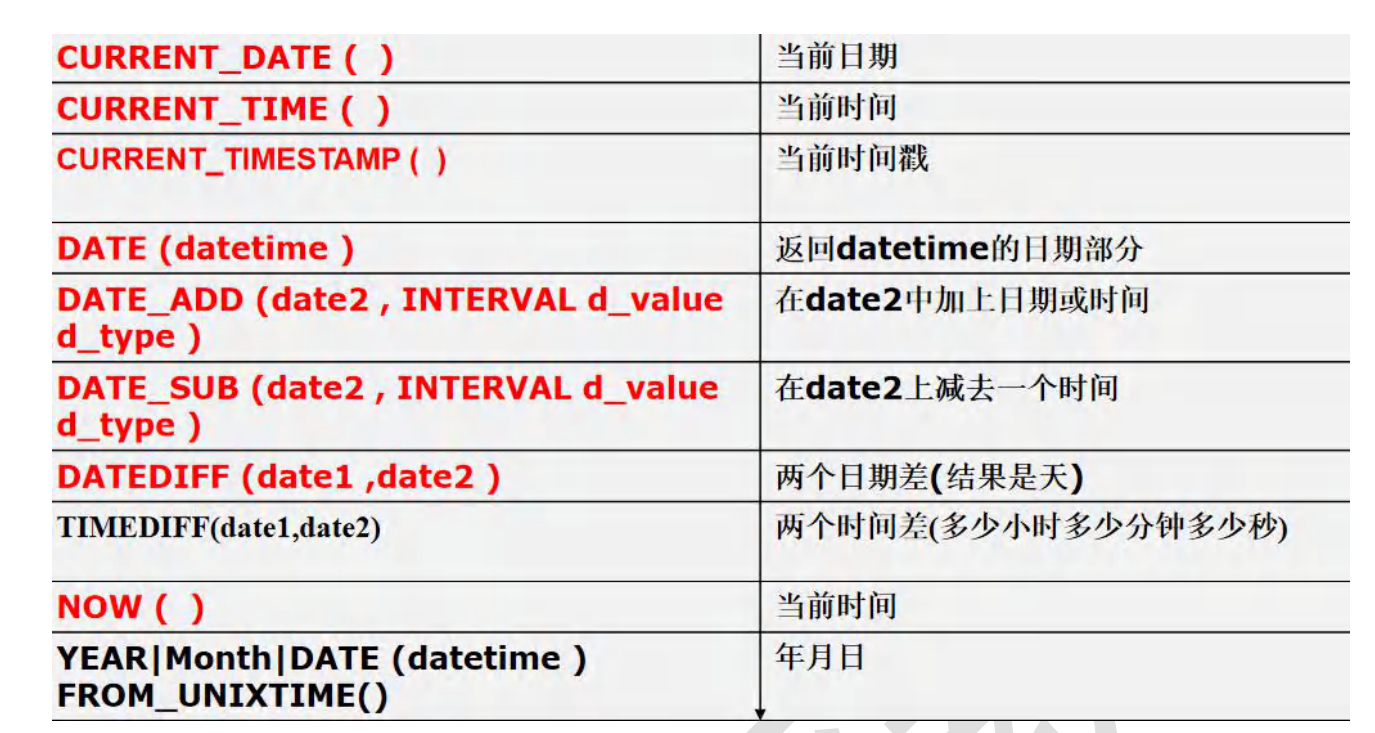 CURRENT_DATE ( )
当前日期
CURRENT_TIME ( )
当前时间
CURRENT_TIMESTAMP ( )
当前时间戳
DATE (datetime )
返回datetime的日期部分
DATE_ADD (date2 , INTERVAL d_value
d_type )
在date2中加上日期或时间
DATE_SUB (date2 , INTERVAL d_value
d_type )
在date2上减去一个时间
DATEDIFF (date1 ,date2 )
两个日期差(结果是天)
TIMEDIFF(date1,date2)
两个时间差(多少小时多少分钟多少秒)
NOW ( )
当前时间
YEAR|Month|DATE (datetime )
FROM_UNIXTIME()
年月日